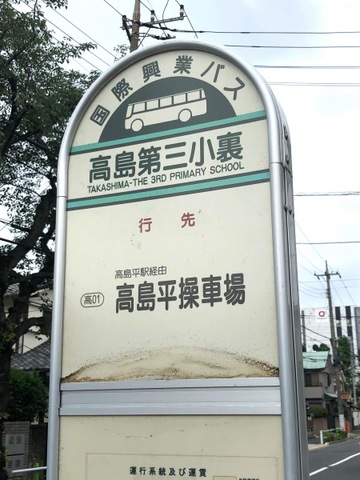 国際興業バス
高島第三小裏
TAKASHIMA-THE 3RD PRIMARY SCHOOL
行先
高島平駅経由
高01 高島平操車場
運行系統及び運賃